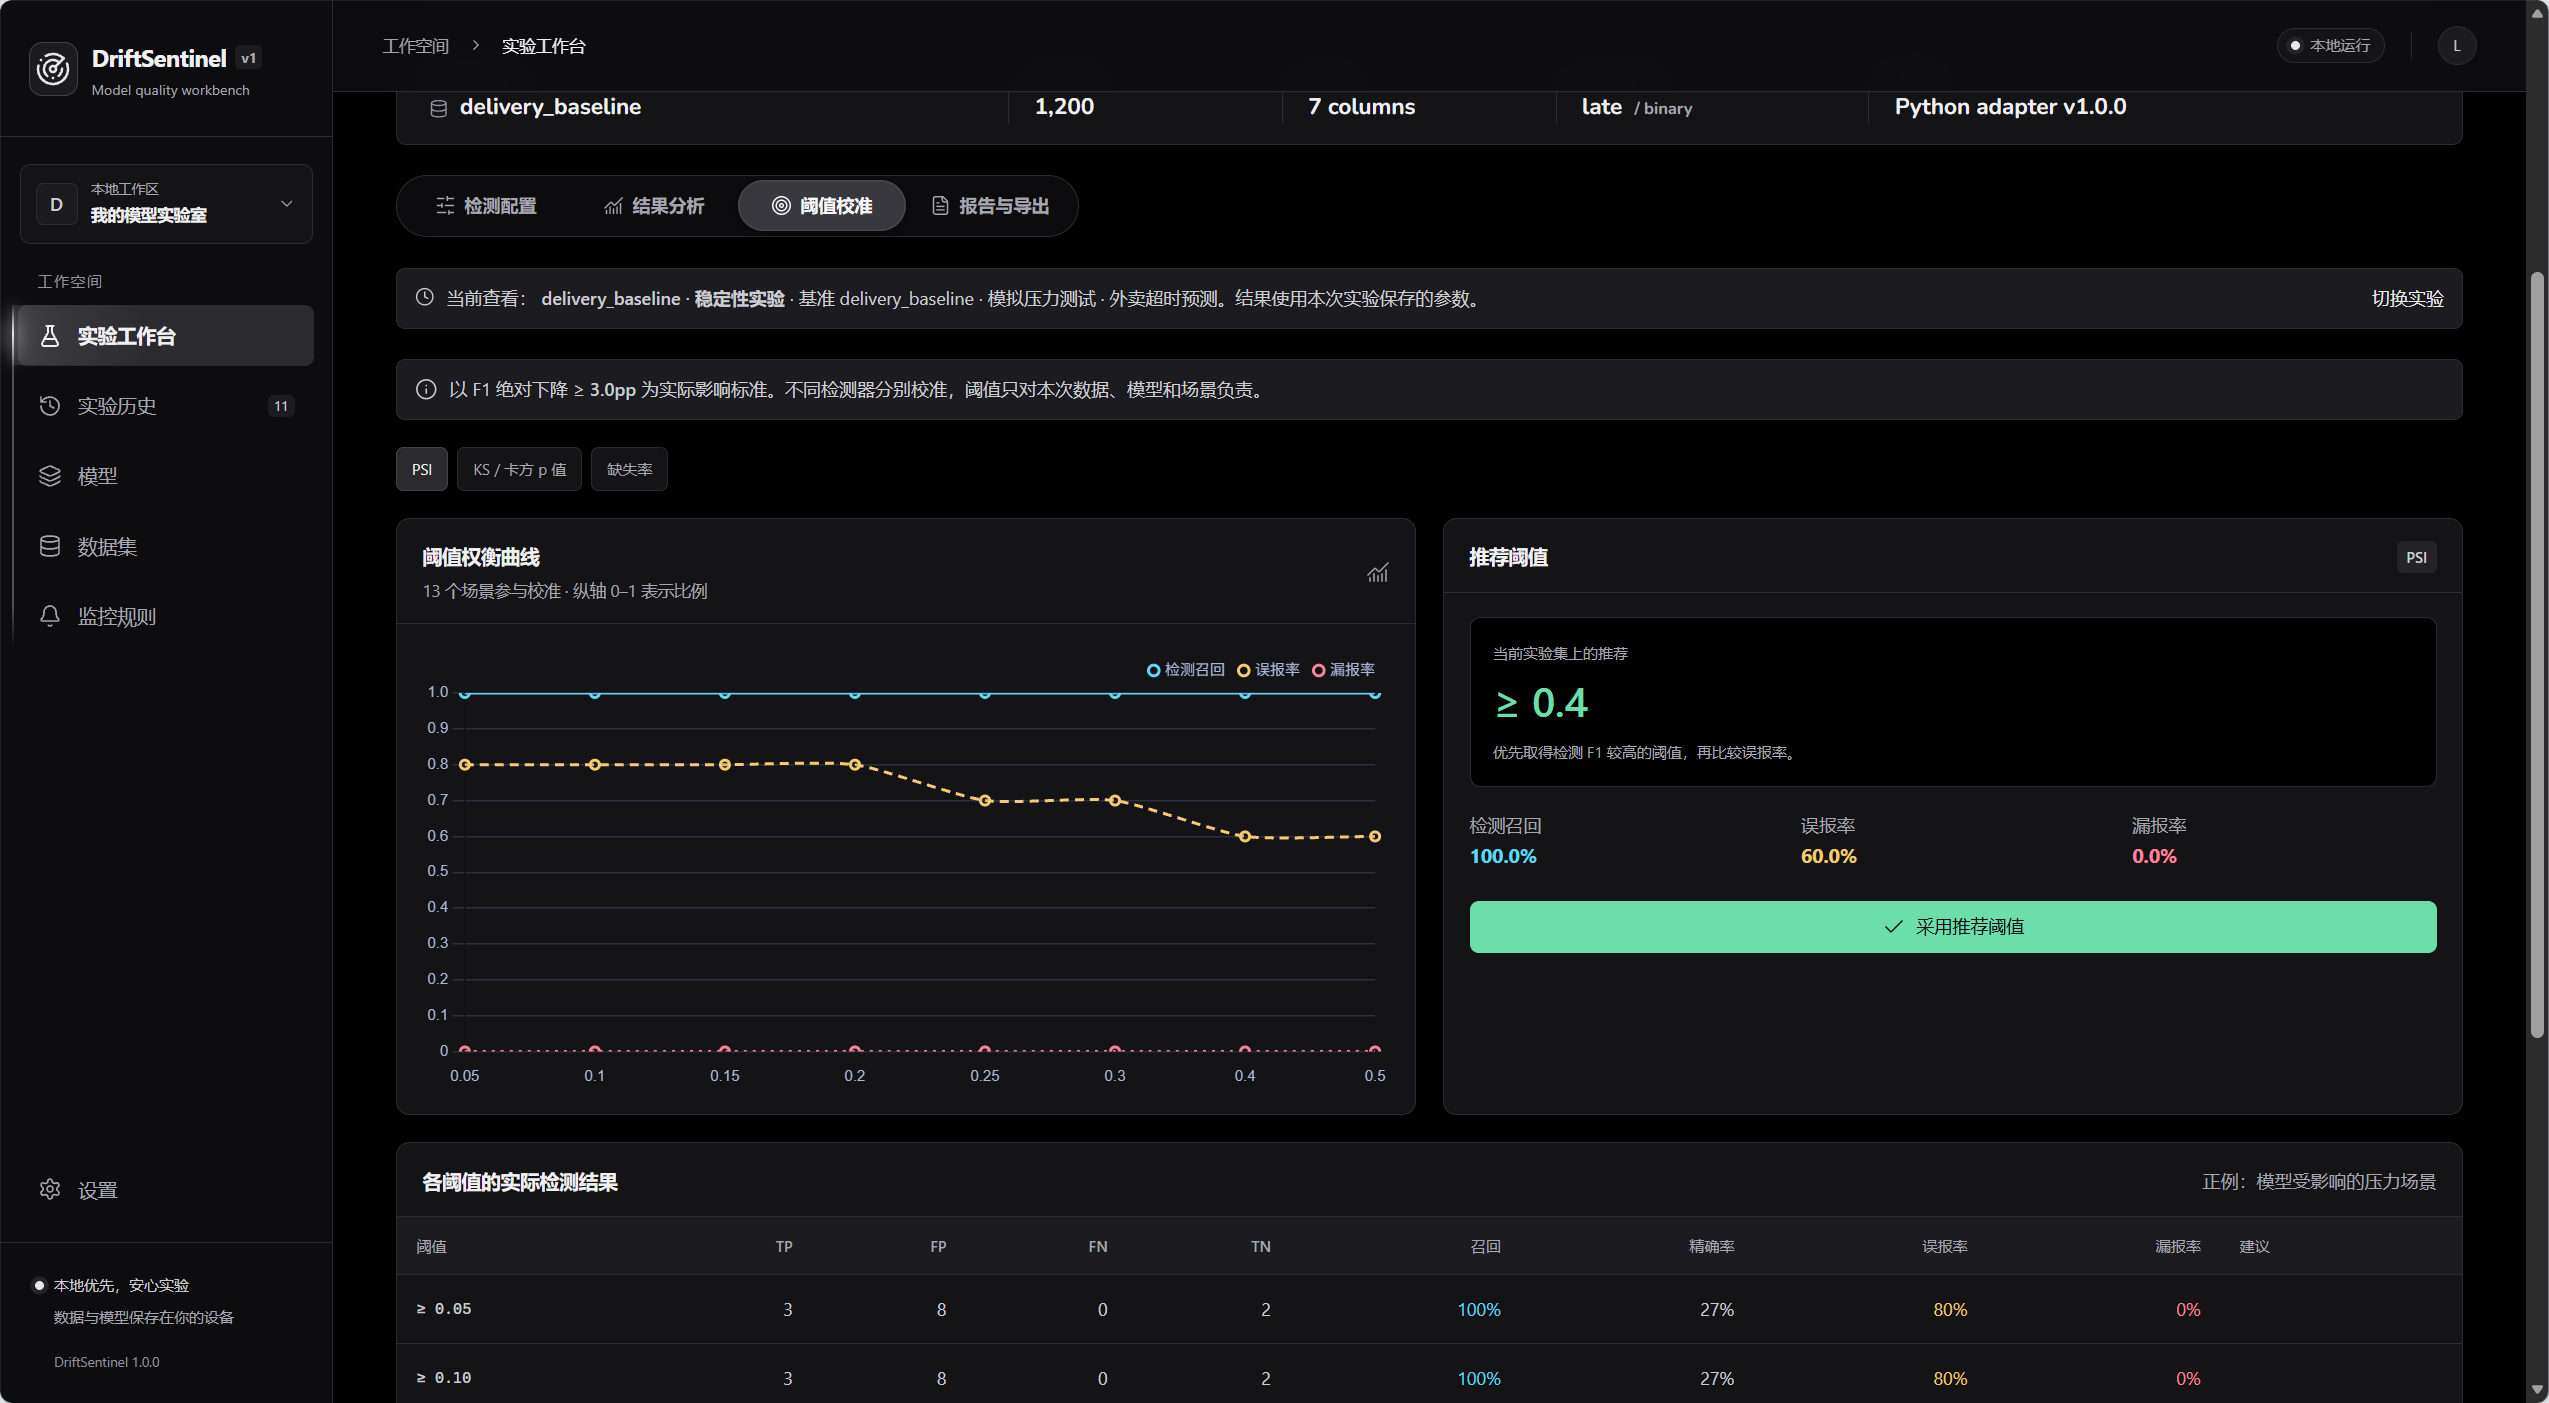 DriftSentinel v1
Model quality workbench
D
本地工作区
我的模型实验室
工作空间
实验工作台
实验历史 11
模型
数据集
监控规则
设置
本地优先，安心实验
数据与模型保存在你的设备
DriftSentinel 1.0.0
工作空间 > 实验工作台
本地运行
L
delivery_baseline
1,200
7 columns
late / binary
Python adapter v1.0.0
检测配置
结果分析
阈值校准
报告与导出
当前查看： delivery_baseline · 稳定性实验 · 基准 delivery_baseline · 模拟压力测试 · 外卖超时预测。结果使用本次实验保存的参数。
切换实验
以 F1 绝对下降 ≥ 3.0pp 为实际影响标准。不同检测器分别校准，阈值只对本次数据、模型和场景负责。
PSI
KS / 卡方 p 值
缺失率
阈值权衡曲线
13 个场景参与校准 · 纵轴 0–1 表示比例
检测召回 误报率 漏报率
1.0
0.9
0.8
0.7
0.6
0.5
0.4
0.3
0.2
0.1
0
0.05 0.1 0.15 0.2 0.25 0.3 0.4 0.5
推荐阈值
PSI
当前实验集上的推荐
≥ 0.4
优先取得检测 F1 较高的阈值，再比较误报率。
检测召回 误报率 漏报率
100.0% 60.0% 0.0%
采用推荐阈值
各阈值的实际检测结果
正例：模型受影响的压力场景
阈值 TP FP FN TN 召回 精确率 误报率 漏报率 建议
≥ 0.05 3 8 0 2 100% 27% 80% 0%
≥ 0.10 3 8 0 2 100% 27% 80% 0%